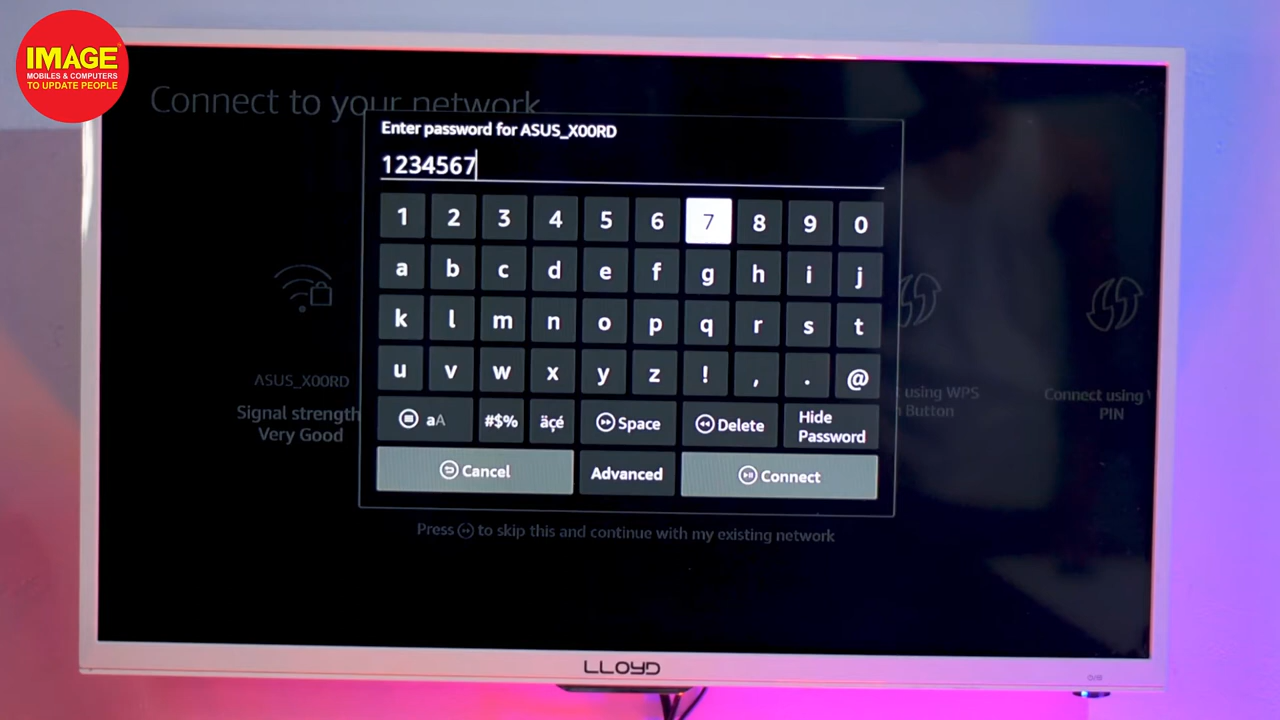 IMAGE
MOBILES & COMPUTERS
TO UPDATE PEOPLE
Connect to your network
Enter password for ASUS_X00RD
1234567
1 2 3 4 5 6 7 8 9 0
a b c d e f g h i j
k l m n o p q r s t
u v w x y z ! , . @
aA #$% äçé Space Delete Hide Password
Cancel Advanced Connect
ASUS_X00RD
Signal strength
Very Good
using WPS
Button
Connect using
PIN
Press to skip this and continue with my existing network
LLOYD